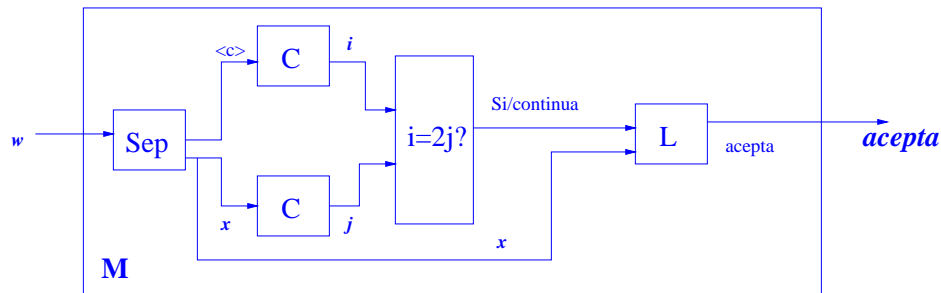 <c>
i
C
Si/continua
w
Sep
i=2j?
L
acepta
acepta
C
x
j
x
M